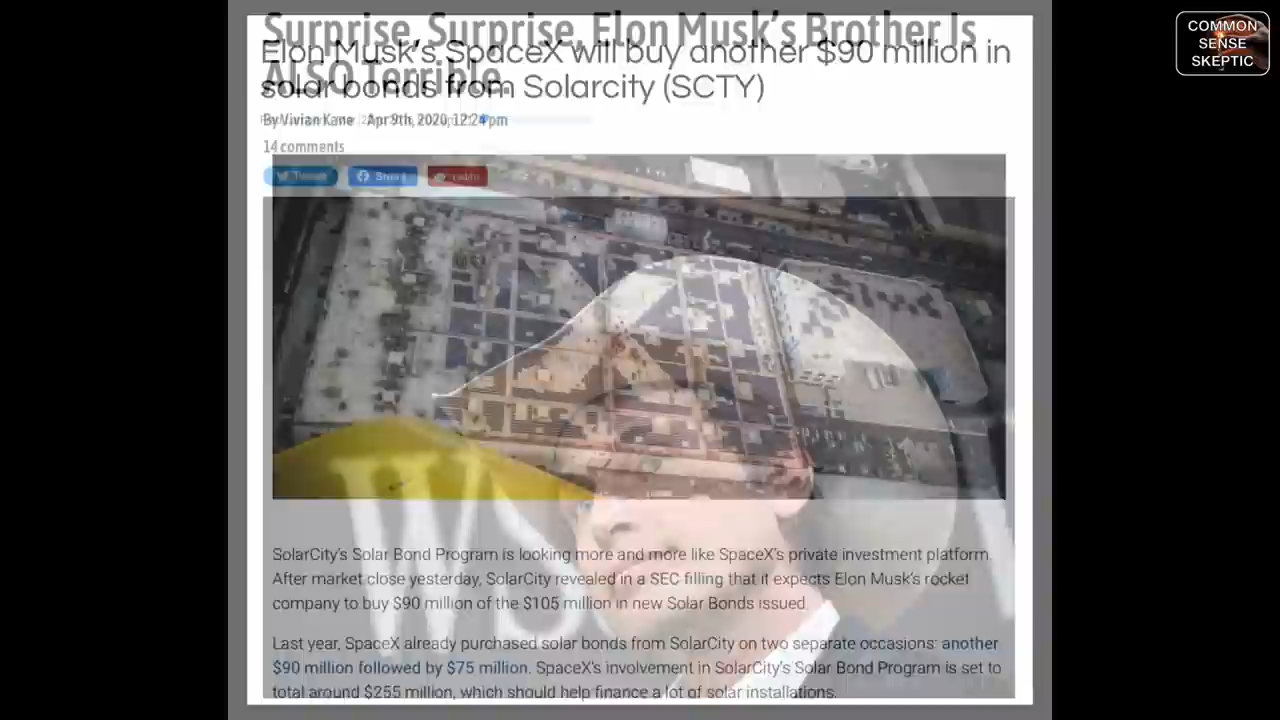 Surprise, Surprise, Elon Musk's Brother Is
ALSO Terrible.
Elon Musk's SpaceX will buy another $90 million in
solar bonds from Solarcity (SCTY)
By Vivian Kane Apr 9th, 2020, 12:24 pm
14 comments
Tweet Share reddit
SolarCity's Solar Bond Program is looking more and more like SpaceX's private investment platform.
After market close yesterday, SolarCity revealed in a SEC filling that it expects Elon Musk's rocket
company to buy $90 million of the $105 million in new Solar Bonds issued.
Last year, SpaceX already purchased solar bonds from SolarCity on two separate occasions: another
$90 million followed by $75 million. SpaceX's involvement in SolarCity's Solar Bond Program is set to
total around $255 million, which should help finance a lot of solar installations.
COMMON
SENSE
SKEPTIC